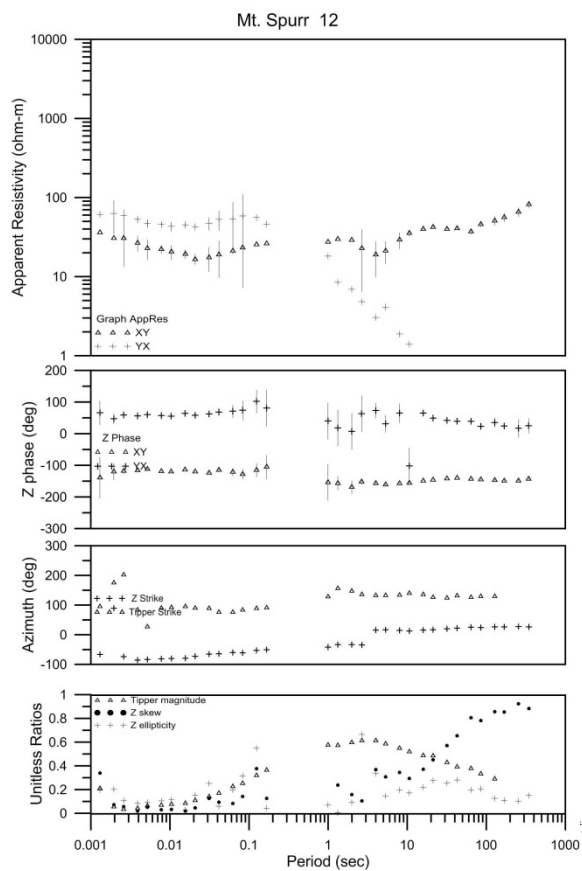 Mt. Spurr 12
10000
1000
100
10
1
Apparent Resistivity (ohm-m)
Graph AppRes
XY
YX
200
100
0
-100
-200
-300
Z phase (deg)
Z Phase
XY
YX
300
200
100
0
-100
Azimuth (deg)
Z Strike
Tipper Strike
1
0.8
0.6
0.4
0.2
0
Unitless Ratios
Tipper magnitude
Z skew
Z ellipticity
0.001 0.01 0.1 1 10 100 1000
Period (sec)